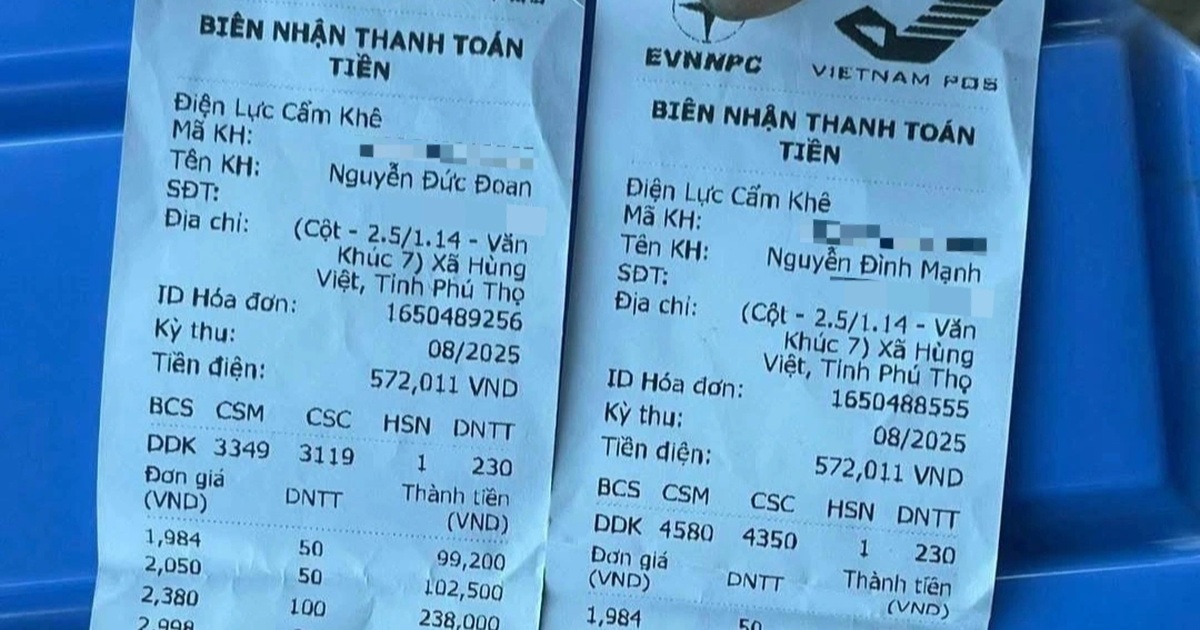 BIÊN NHẬN THANH TOÁN
TIỀN
Điện Lực Cẩm Khê
Mã KH:
Tên KH: Nguyễn Đức Đoan
SĐT:
Địa chỉ: (Cột - 2.5/1.14 - Văn
Khúc 7) Xã Hùng
Việt, Tỉnh Phú Thọ
ID Hóa đơn: 1650489256
Kỳ thu: 08/2025
Tiền điện: 572,011 VND
BCS CSM CSC HSN DNTT
DDK 3349 3119 1 230
Đơn giá DNTT Thành tiền
(VND) (VND)
1,984 50 99,200
2,050 50 102,500
2,380 100 238,000
2,998
EVNNPC VIETNAM POS
BIÊN NHẬN THANH TOÁN
TIỀN
Điện Lực Cẩm Khê
Mã KH:
Tên KH: Nguyễn Đình Mạnh
SĐT:
Địa chỉ: (Cột - 2.5/1.14 - Văn
Khúc 7) Xã Hùng
Việt, Tỉnh Phú Thọ
ID Hóa đơn: 1650488555
Kỳ thu: 08/2025
Tiền điện: 572,011 VND
BCS CSM CSC HSN DNTT
DDK 4580 4350 1 230
Đơn giá DNTT Thành tiền
(VND) (VND)
1,984 50